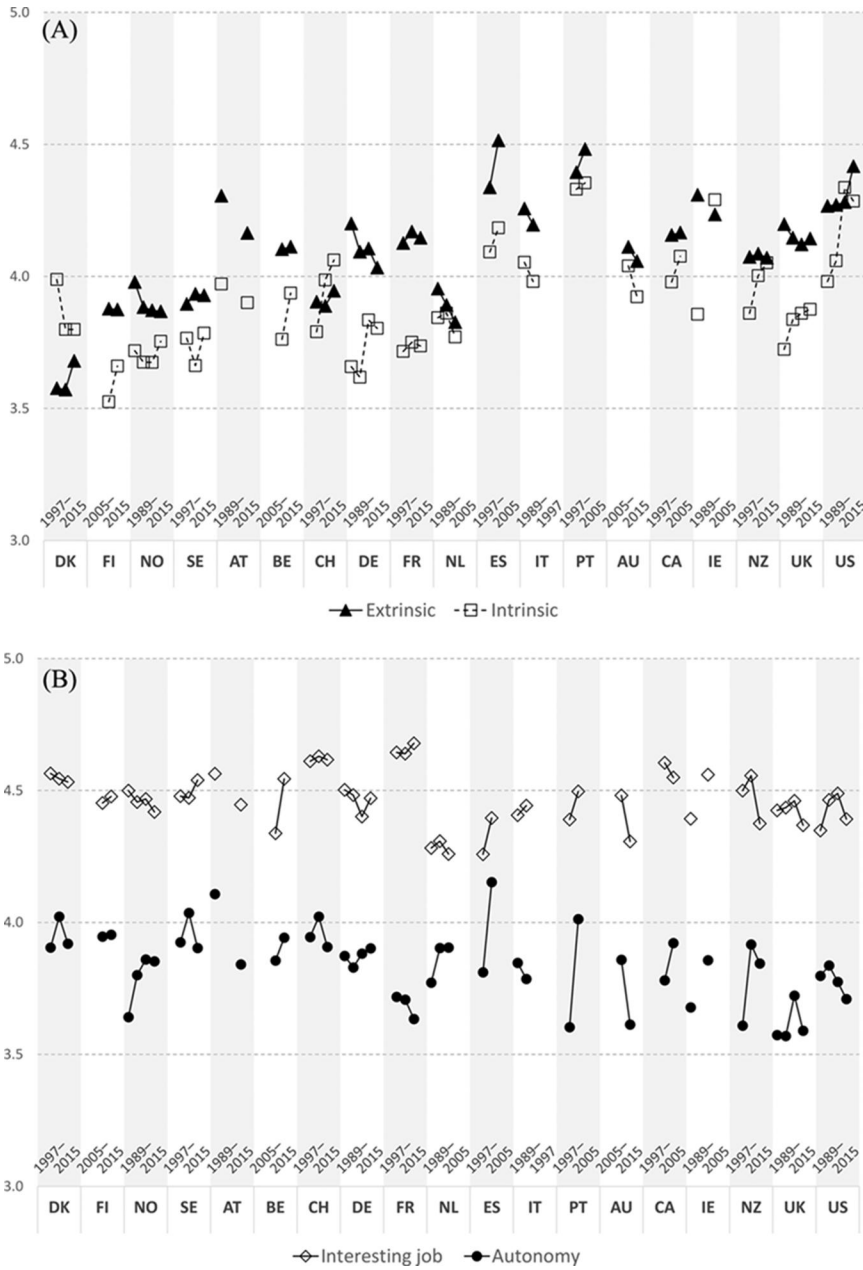 5.0
(A)
4.5
4.0
3.5
3.0
1997–2015 2005–2015 1989–2015 1997–2015 1989–2015 2005–2015 1997–2015 1989–2015 1997–2015 1989–2005 1997–2005 1989–1997 1997–2005 2005–2015 1997–2005 1989–2005 1997–2015 1989–2015 1989–2015
DK FI NO SE AT BE CH DE FR NL ES IT PT AU CA IE NZ UK US
Extrinsic Intrinsic
5.0
(B)
4.5
4.0
3.5
3.0
1997–2015 2005–2015 1989–2015 1997–2015 1989–2015 2005–2015 1997–2015 1989–2015 1997–2015 1989–2005 1997–2005 1989–1997 1997–2005 2005–2015 1997–2005 1989–2005 1997–2015 1989–2015 1989–2015
DK FI NO SE AT BE CH DE FR NL ES IT PT AU CA IE NZ UK US
Interesting job Autonomy